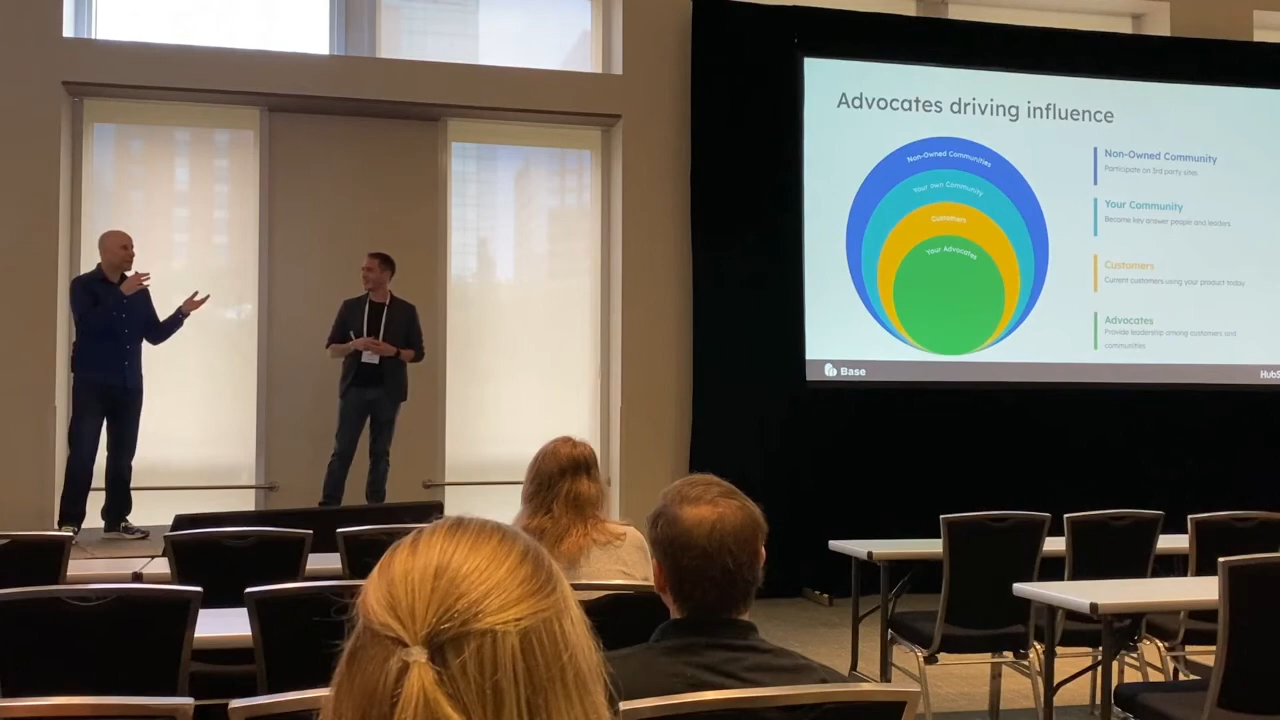 Advocates driving influence
Non-Owned Communities
Your own Community
Customers
Your Advocates
Non-Owned Community
Participate on 3rd party sites
Your Community
Become key answer people and leaders
Customers
Current customers using your product today
Advocates
Provide leadership among customers and
communities
Base
HubS